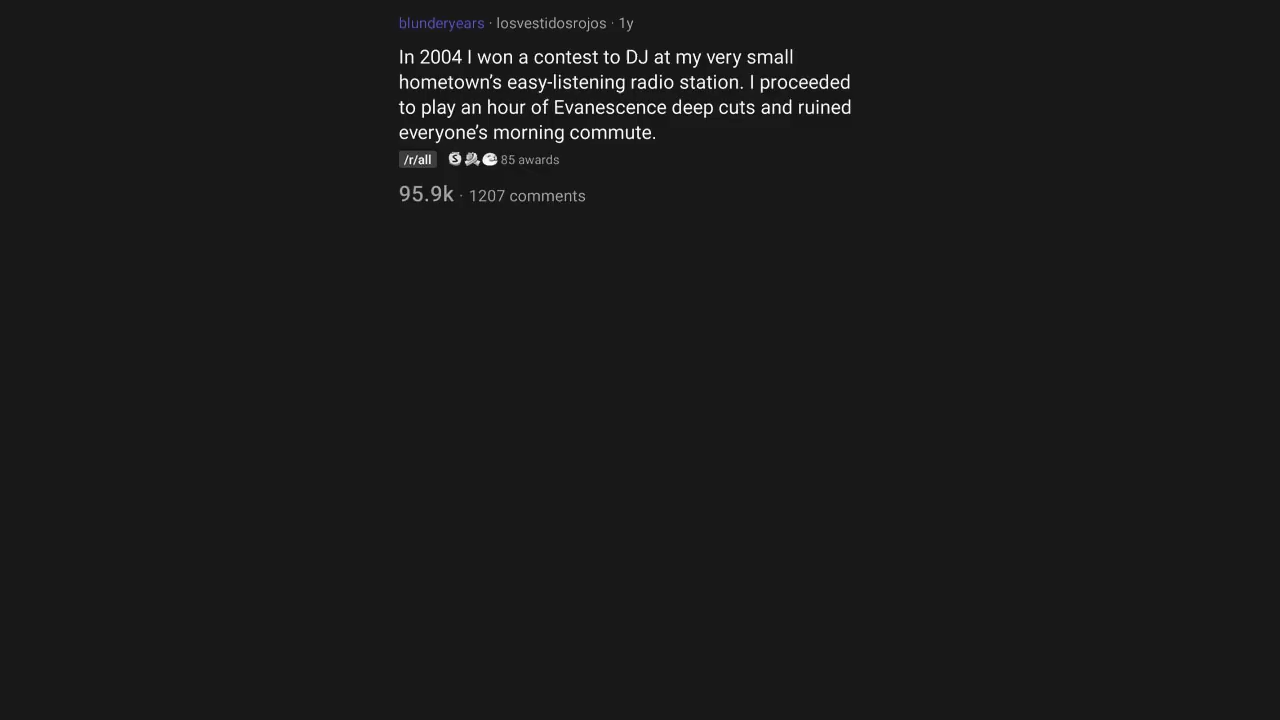 blunderyears · losvestidosrojos · 1y
In 2004 I won a contest to DJ at my very small
hometown's easy-listening radio station. I proceeded
to play an hour of Evanescence deep cuts and ruined
everyone's morning commute.
/r/all S 85 awards
95.9k · 1207 comments